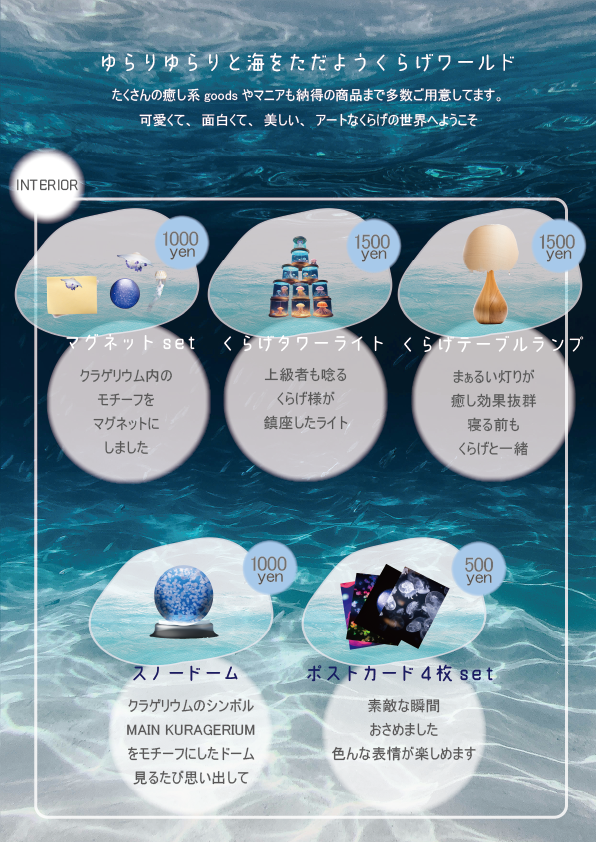 ゆらりゆらりと海をただようくらげワールド
たくさんの癒し系 goods やマニアも納得の商品まで多数ご用意してます。
可愛くて、面白くて、美しい、アートなくらげの世界へようこそ
INTERIOR
1000
yen
マグネットset
クラゲリウム内の
モチーフを
マグネットに
しました
1500
yen
くらげタワーライト
上級者も唸る
くらげ様が
鎮座したライト
1500
yen
くらげテーブルランプ
まぁるい灯りが
癒し効果抜群
寝る前も
くらげと一緒
1000
yen
スノードーム
クラゲリウムのシンボル
MAIN KURAGERIUM
をモチーフにしたドーム
見るたび思い出して
500
yen
ポストカード4枚set
素敵な瞬間
おさめました
色んな表情が楽しめます